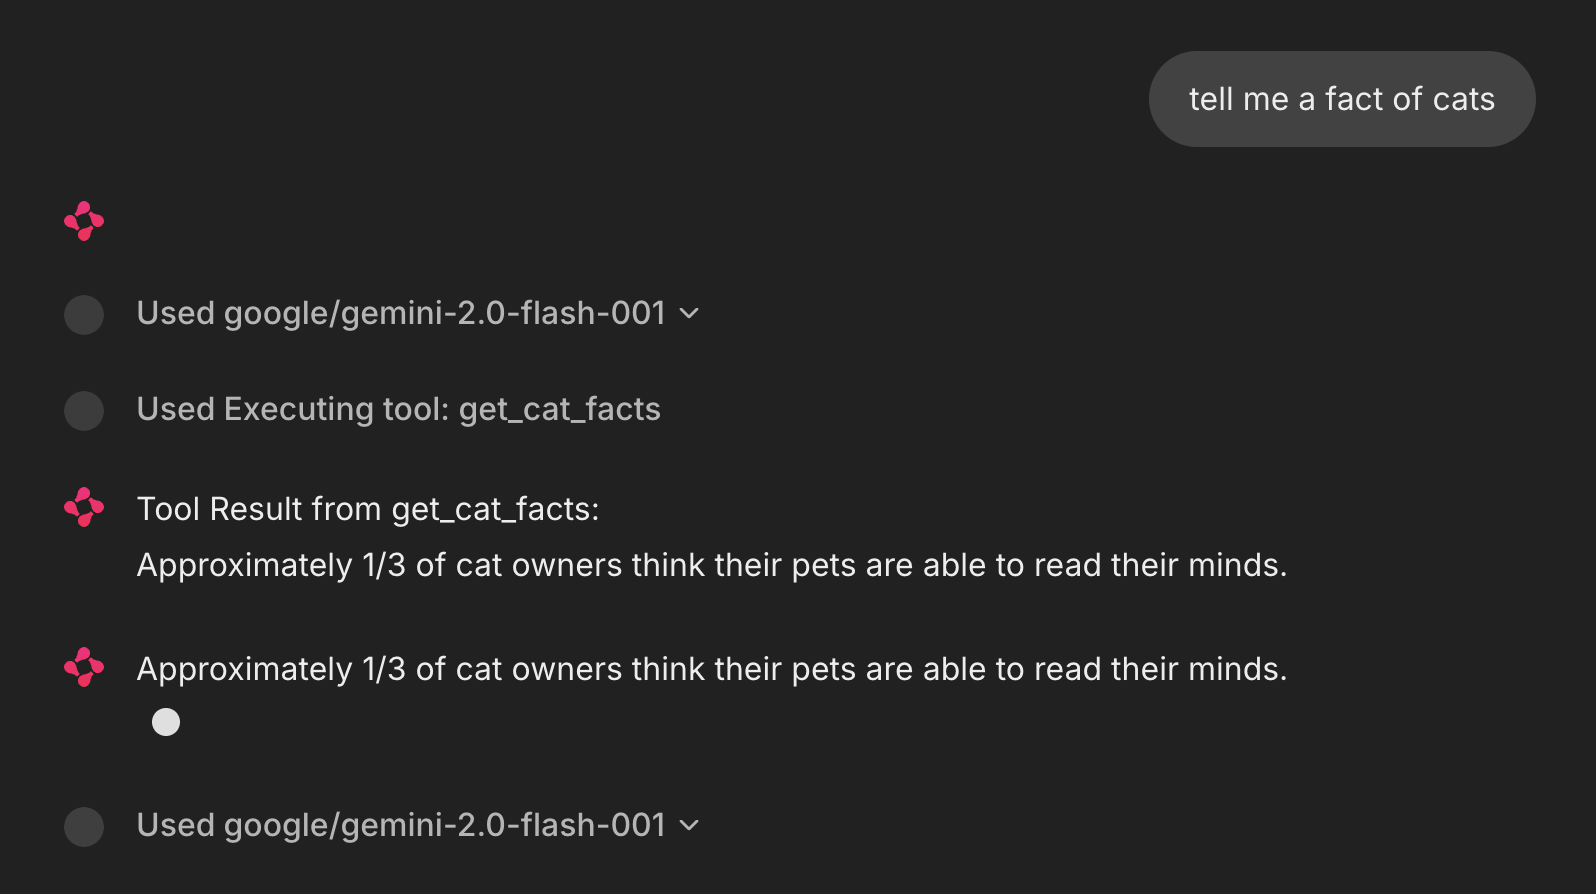 tell me a fact of cats
Used google/gemini-2.0-flash-001
Used Executing tool: get_cat_facts
Tool Result from get_cat_facts:
Approximately 1/3 of cat owners think their pets are able to read their minds.
Approximately 1/3 of cat owners think their pets are able to read their minds.
Used google/gemini-2.0-flash-001